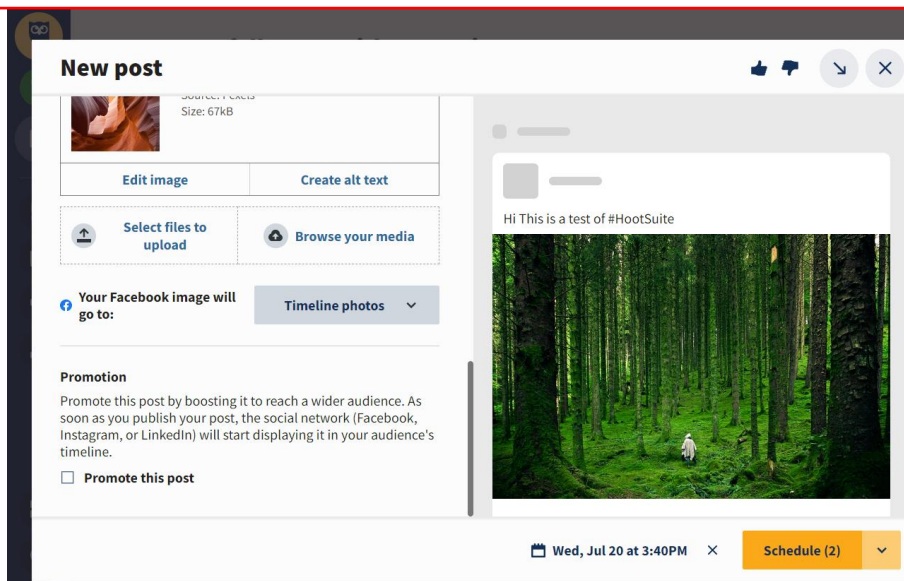 New post
Size: 67kB
Edit image
Create alt text
Select files to
upload
Browse your media
Your Facebook image will
go to:
Timeline photos
Promotion
Promote this post by boosting it to reach a wider audience. As
soon as you publish your post, the social network (Facebook,
Instagram, or LinkedIn) will start displaying it in your audience's
timeline.
Promote this post
Hi This is a test of #HootSuite
Wed, Jul 20 at 3:40PM
Schedule (2)